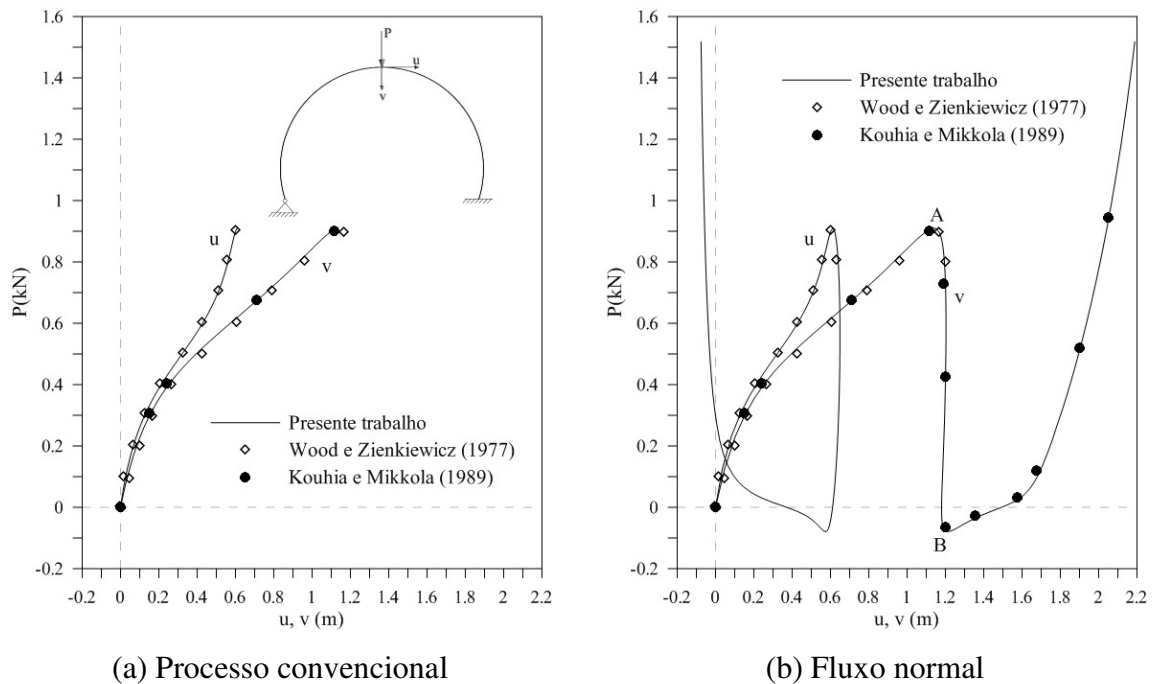 1.6
1.4
1.2
1
0.8
0.6
0.4
0.2
0
-0.2
P(kN)
P
u
v
u
v
Presente trabalho
Wood e Zienkiewicz (1977)
Kouhia e Mikkola (1989)
-0.2 0 0.2 0.4 0.6 0.8 1 1.2 1.4 1.6 1.8 2 2.2
u, v (m)
(a) Processo convencional
1.6
1.4
1.2
1
0.8
0.6
0.4
0.2
0
-0.2
P(kN)
Presente trabalho
Wood e Zienkiewicz (1977)
Kouhia e Mikkola (1989)
u
A
v
B
-0.2 0 0.2 0.4 0.6 0.8 1 1.2 1.4 1.6 1.8 2 2.2
u, v (m)
(b) Fluxo normal